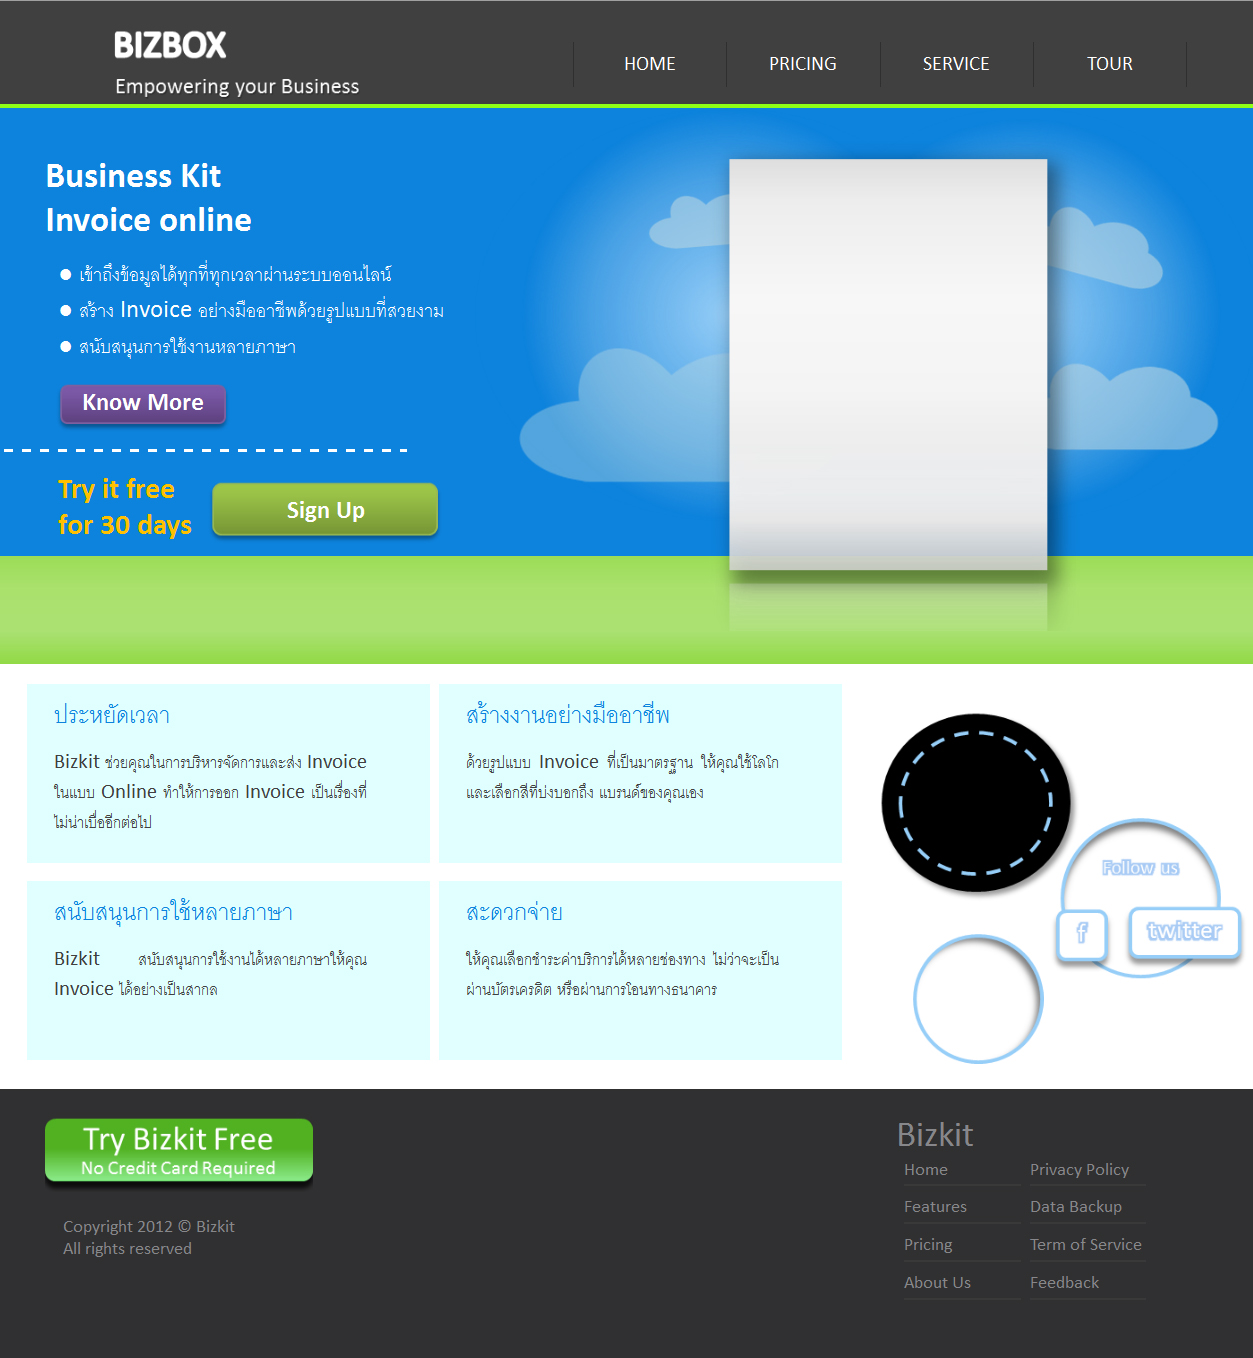 BIZBOX
Empowering your Business
HOME
PRICING
SERVICE
TOUR
Business Kit
Invoice online
● เข้าถึงข้อมูลได้ทุกที่ทุกเวลาผ่านระบบออนไลน์
● สร้าง Invoice อย่างมืออาชีพด้วยรูปแบบที่สวยงาม
● สนับสนุนการใช้งานหลายภาษา
Know More
Try it free
for 30 days
Sign Up
ประหยัดเวลา
Bizkit ช่วยคุณในการบริหารจัดการและส่ง Invoice
ในแบบ Online ทำให้การออก Invoice เป็นเรื่องที่
ไม่น่าเบื่ออีกต่อไป
สร้างงานอย่างมืออาชีพ
ด้วยรูปแบบ Invoice ที่เป็นมาตรฐาน ให้คุณใช้โลโก
และเลือกสีที่บ่งบอกถึง แบรนด์ของคุณเอง
สนับสนุนการใช้หลายภาษา
Bizkit สนับสนุนการใช้งานได้หลายภาษาให้คุณ
Invoice ได้อย่างเป็นสากล
สะดวกจ่าย
ให้คุณเลือกชำระค่าบริการได้หลายช่องทาง ไม่ว่าจะเป็น
ผ่านบัตรเครดิต หรือผ่านการโอนทางธนาคาร
Follow us
f
twitter
Try Bizkit Free
No Credit Card Required
Copyright 2012 © Bizkit
All rights reserved
Bizkit
Home
Privacy Policy
Features
Data Backup
Pricing
Term of Service
About Us
Feedback